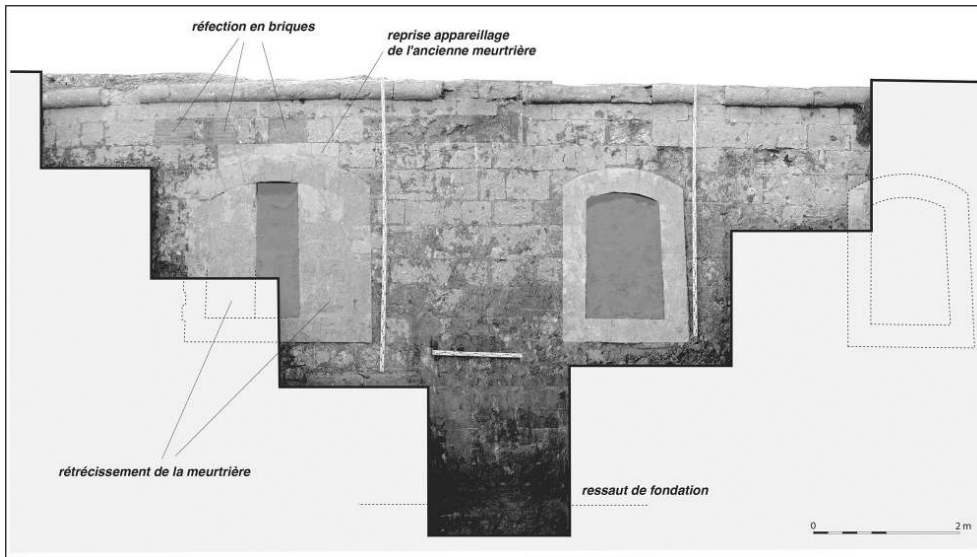 réfection en briques
reprise appareillage
de l'ancienne meurtrière
rétrécissement de la meurtrière
ressaut de fondation
0
2 m